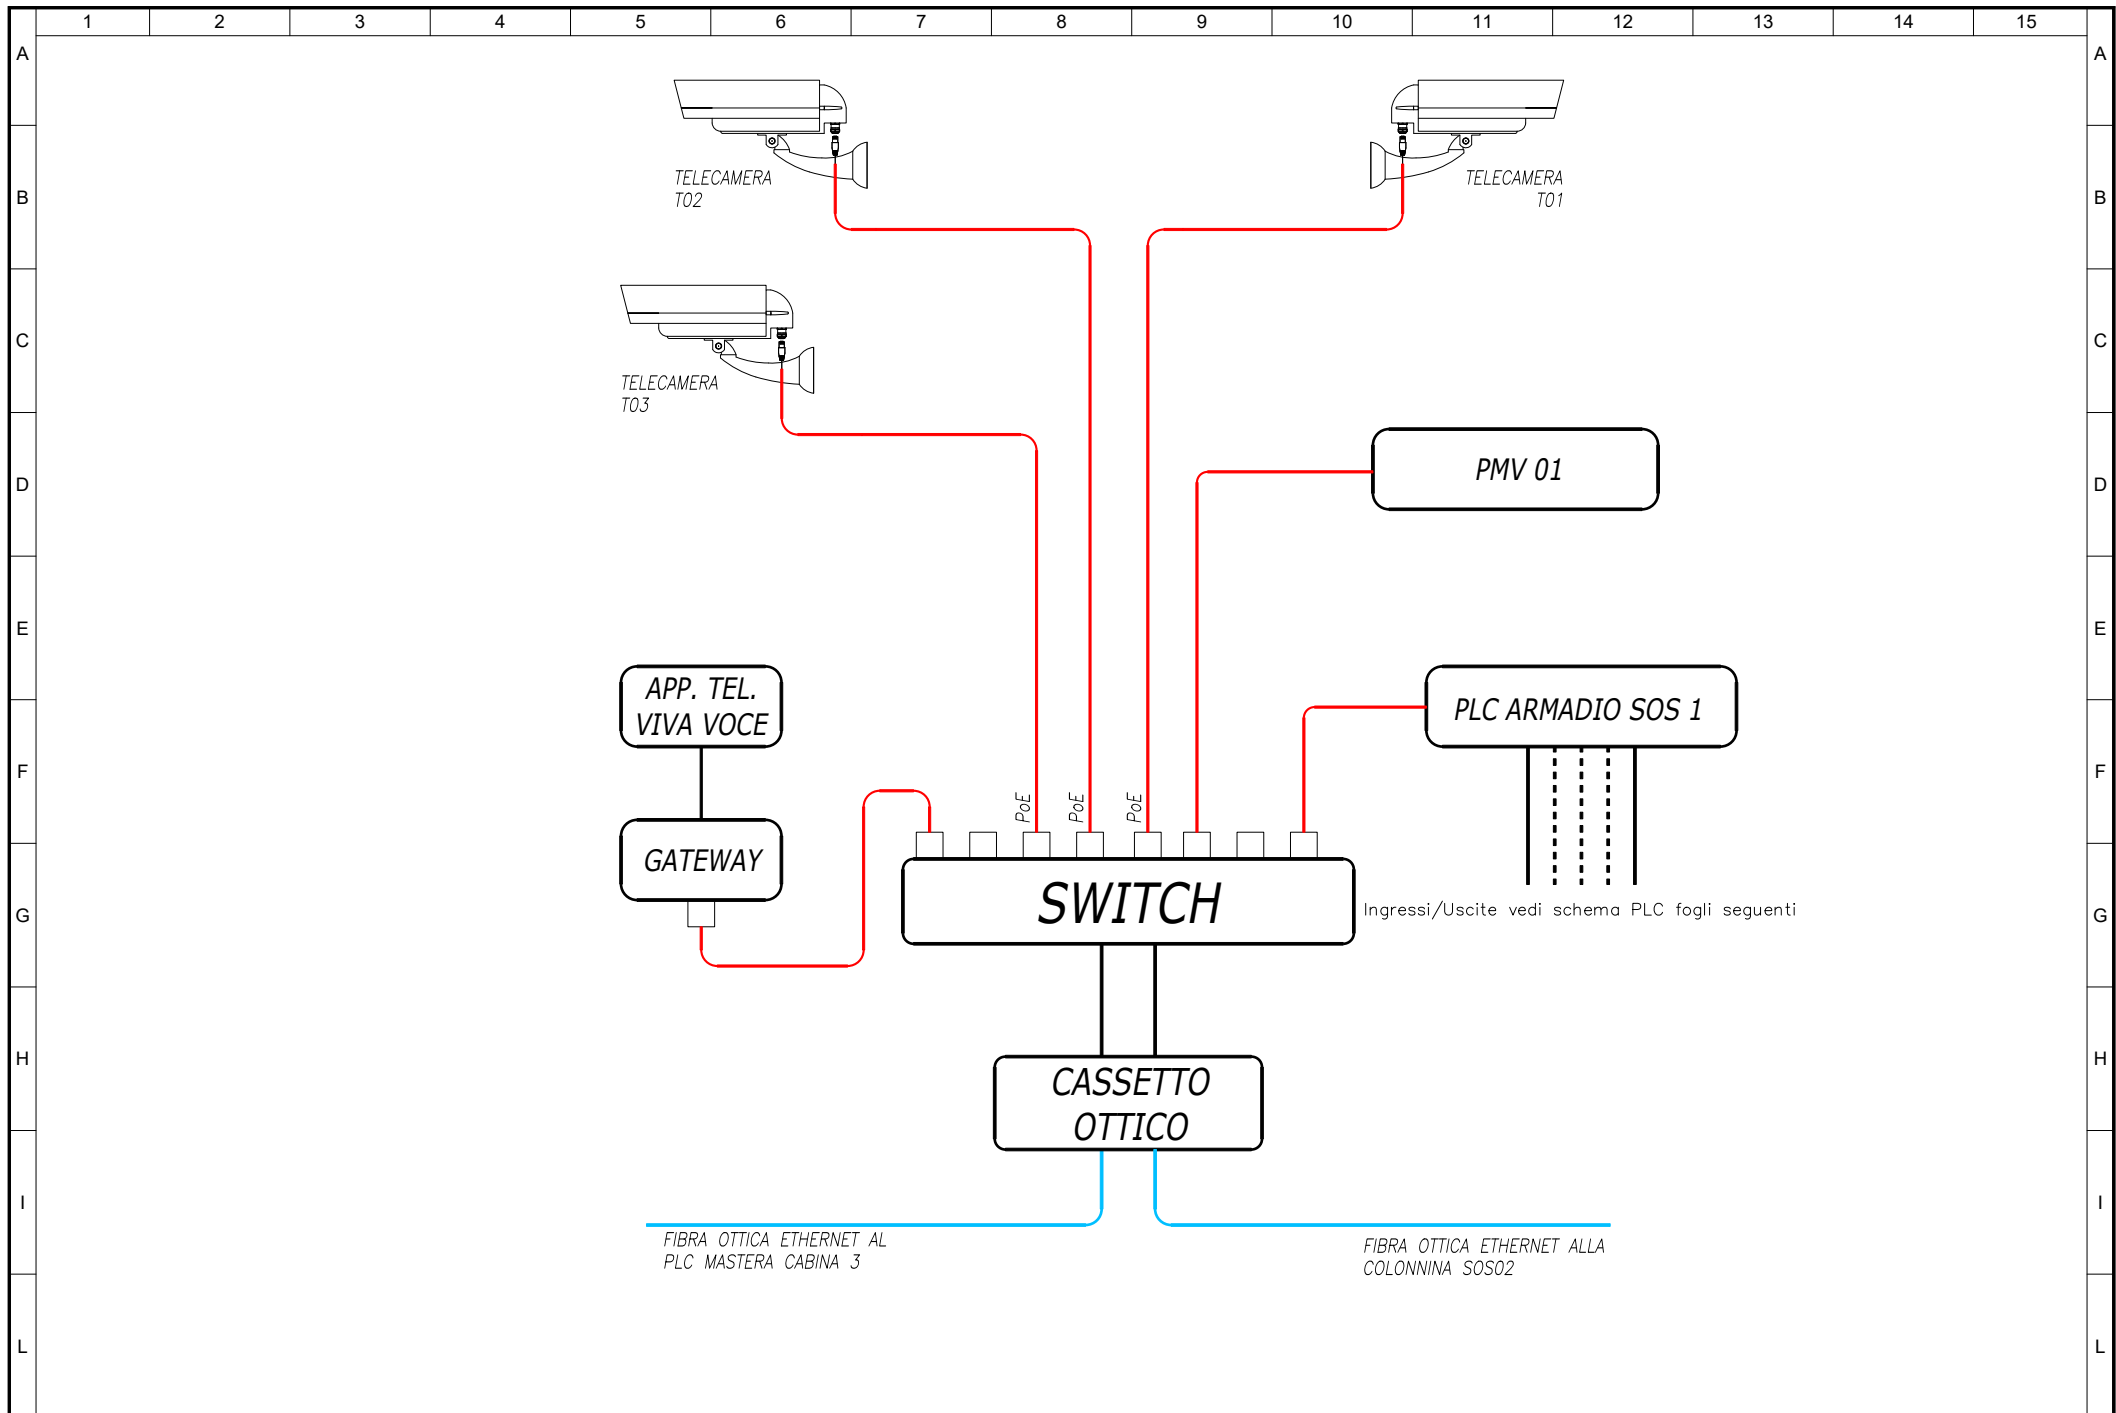 1 2 3 4 5 6 7 8 9 10 11 12 13 14 15
A A
TELECAMERA
T02
TELECAMERA
T01
B B
C C
TELECAMERA
T03
PMV 01
D D
E E
APP. TEL.
VIVA VOCE
PLC ARMADIO SOS 1
F F
PoE PoE PoE
GATEWAY
SWITCH
Ingressi/Uscite vedi schema PLC fogli seguenti
G G
H H
CASSETTO
OTTICO
I I
FIBRA OTTICA ETHERNET AL
PLC MASTERA CABINA 3
FIBRA OTTICA ETHERNET ALLA
COLONNINA SOS02
L L